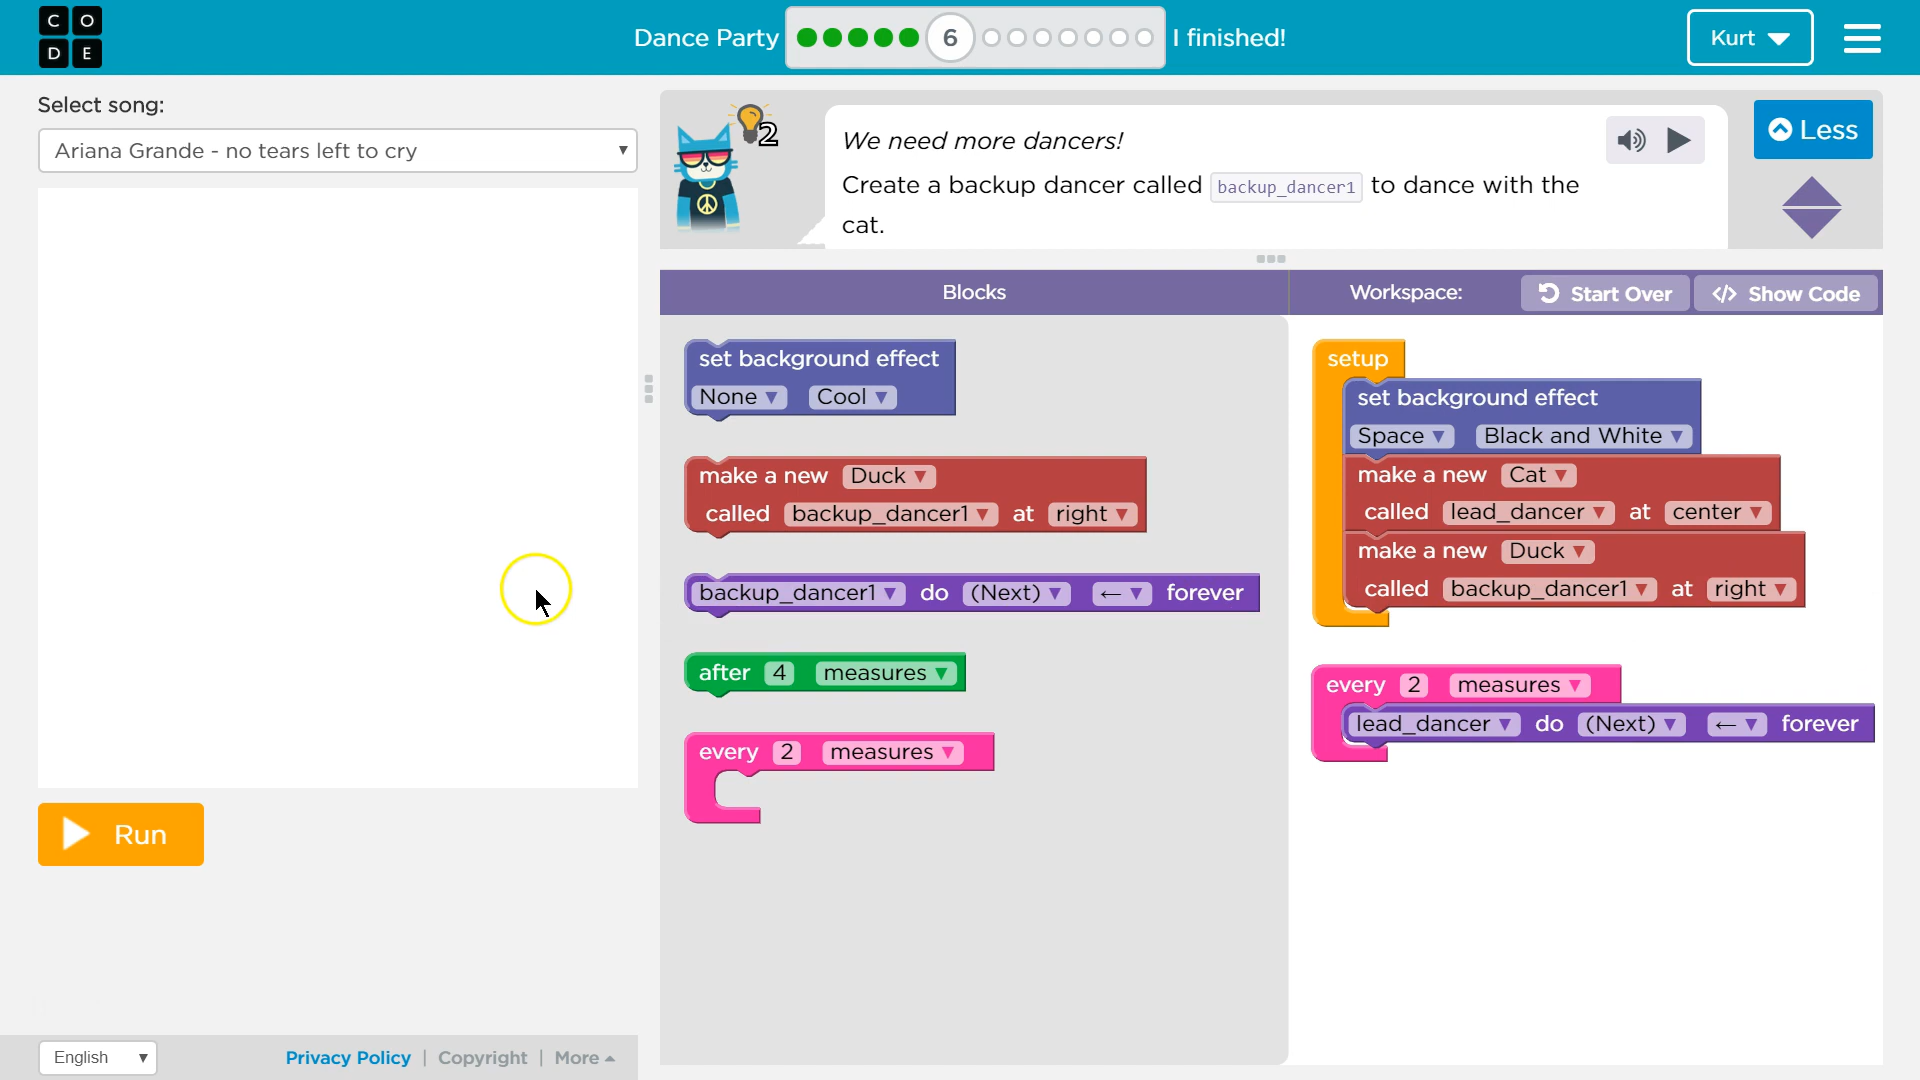 C O
D E
Dance Party 6 I finished!
Kurt
Select song:
Ariana Grande - no tears left to cry
2
We need more dancers!
Create a backup dancer called backup_dancer1 to dance with the
cat.
Less
Blocks
Workspace:
Start Over
</> Show Code
set background effect
None Cool
make a new Duck
called backup_dancer1 at right
backup_dancer1 do (Next) ← forever
after 4 measures
every 2 measures
setup
set background effect
Space Black and White
make a new Cat
called lead_dancer at center
make a new Duck
called backup_dancer1 at right
every 2 measures
lead_dancer do (Next) ← forever
Run
English
Privacy Policy | Copyright | More